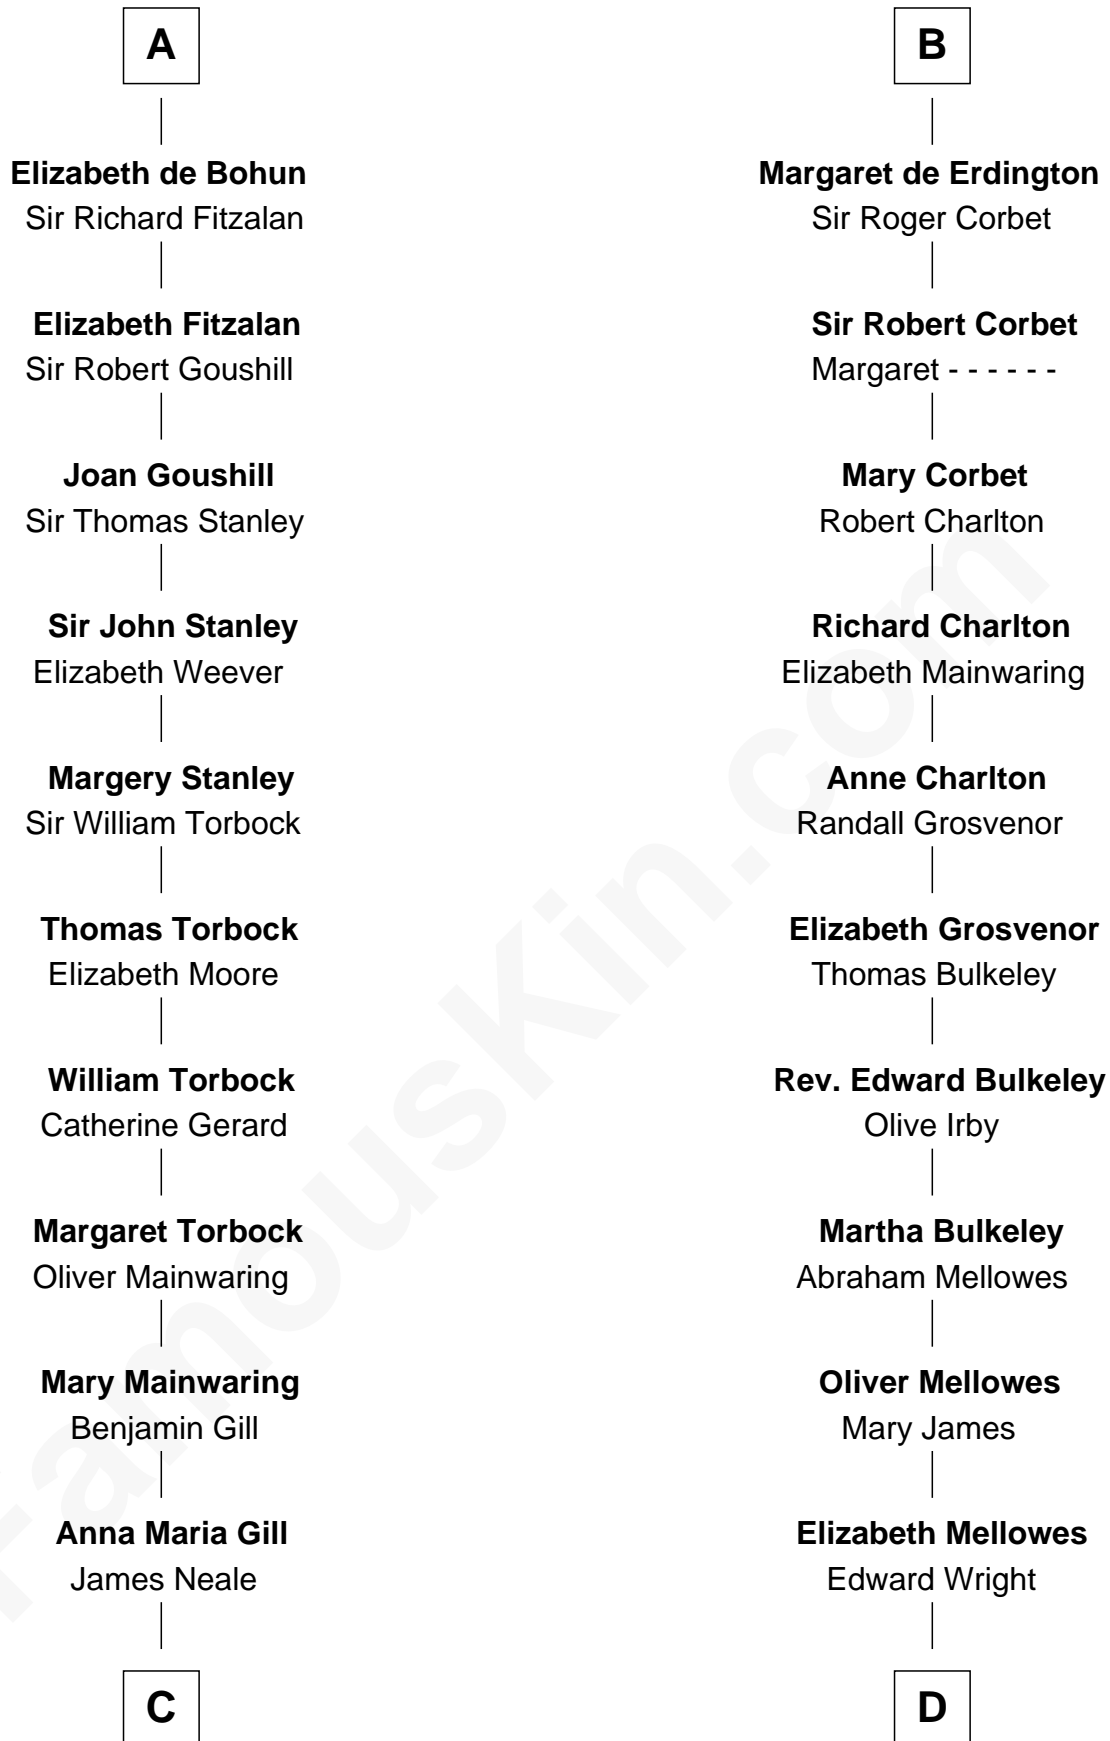 A
Elizabeth de Bohun
Sir Richard Fitzalan
Elizabeth Fitzalan
Sir Robert Goushill
Joan Goushill
Sir Thomas Stanley
Sir John Stanley
Elizabeth Weever
Margery Stanley
Sir William Torbock
Thomas Torbock
Elizabeth Moore
William Torbock
Catherine Gerard
Margaret Torbock
Oliver Mainwaring
Mary Mainwaring
Benjamin Gill
Anna Maria Gill
James Neale
C
B
Margaret de Erdington
Sir Roger Corbet
Sir Robert Corbet
Margaret - - - - - -
Mary Corbet
Robert Charlton
Richard Charlton
Elizabeth Mainwaring
Anne Charlton
Randall Grosvenor
Elizabeth Grosvenor
Thomas Bulkeley
Rev. Edward Bulkeley
Olive Irby
Martha Bulkeley
Abraham Mellowes
Oliver Mellowes
Mary James
Elizabeth Mellowes
Edward Wright
D
FamousKin.com